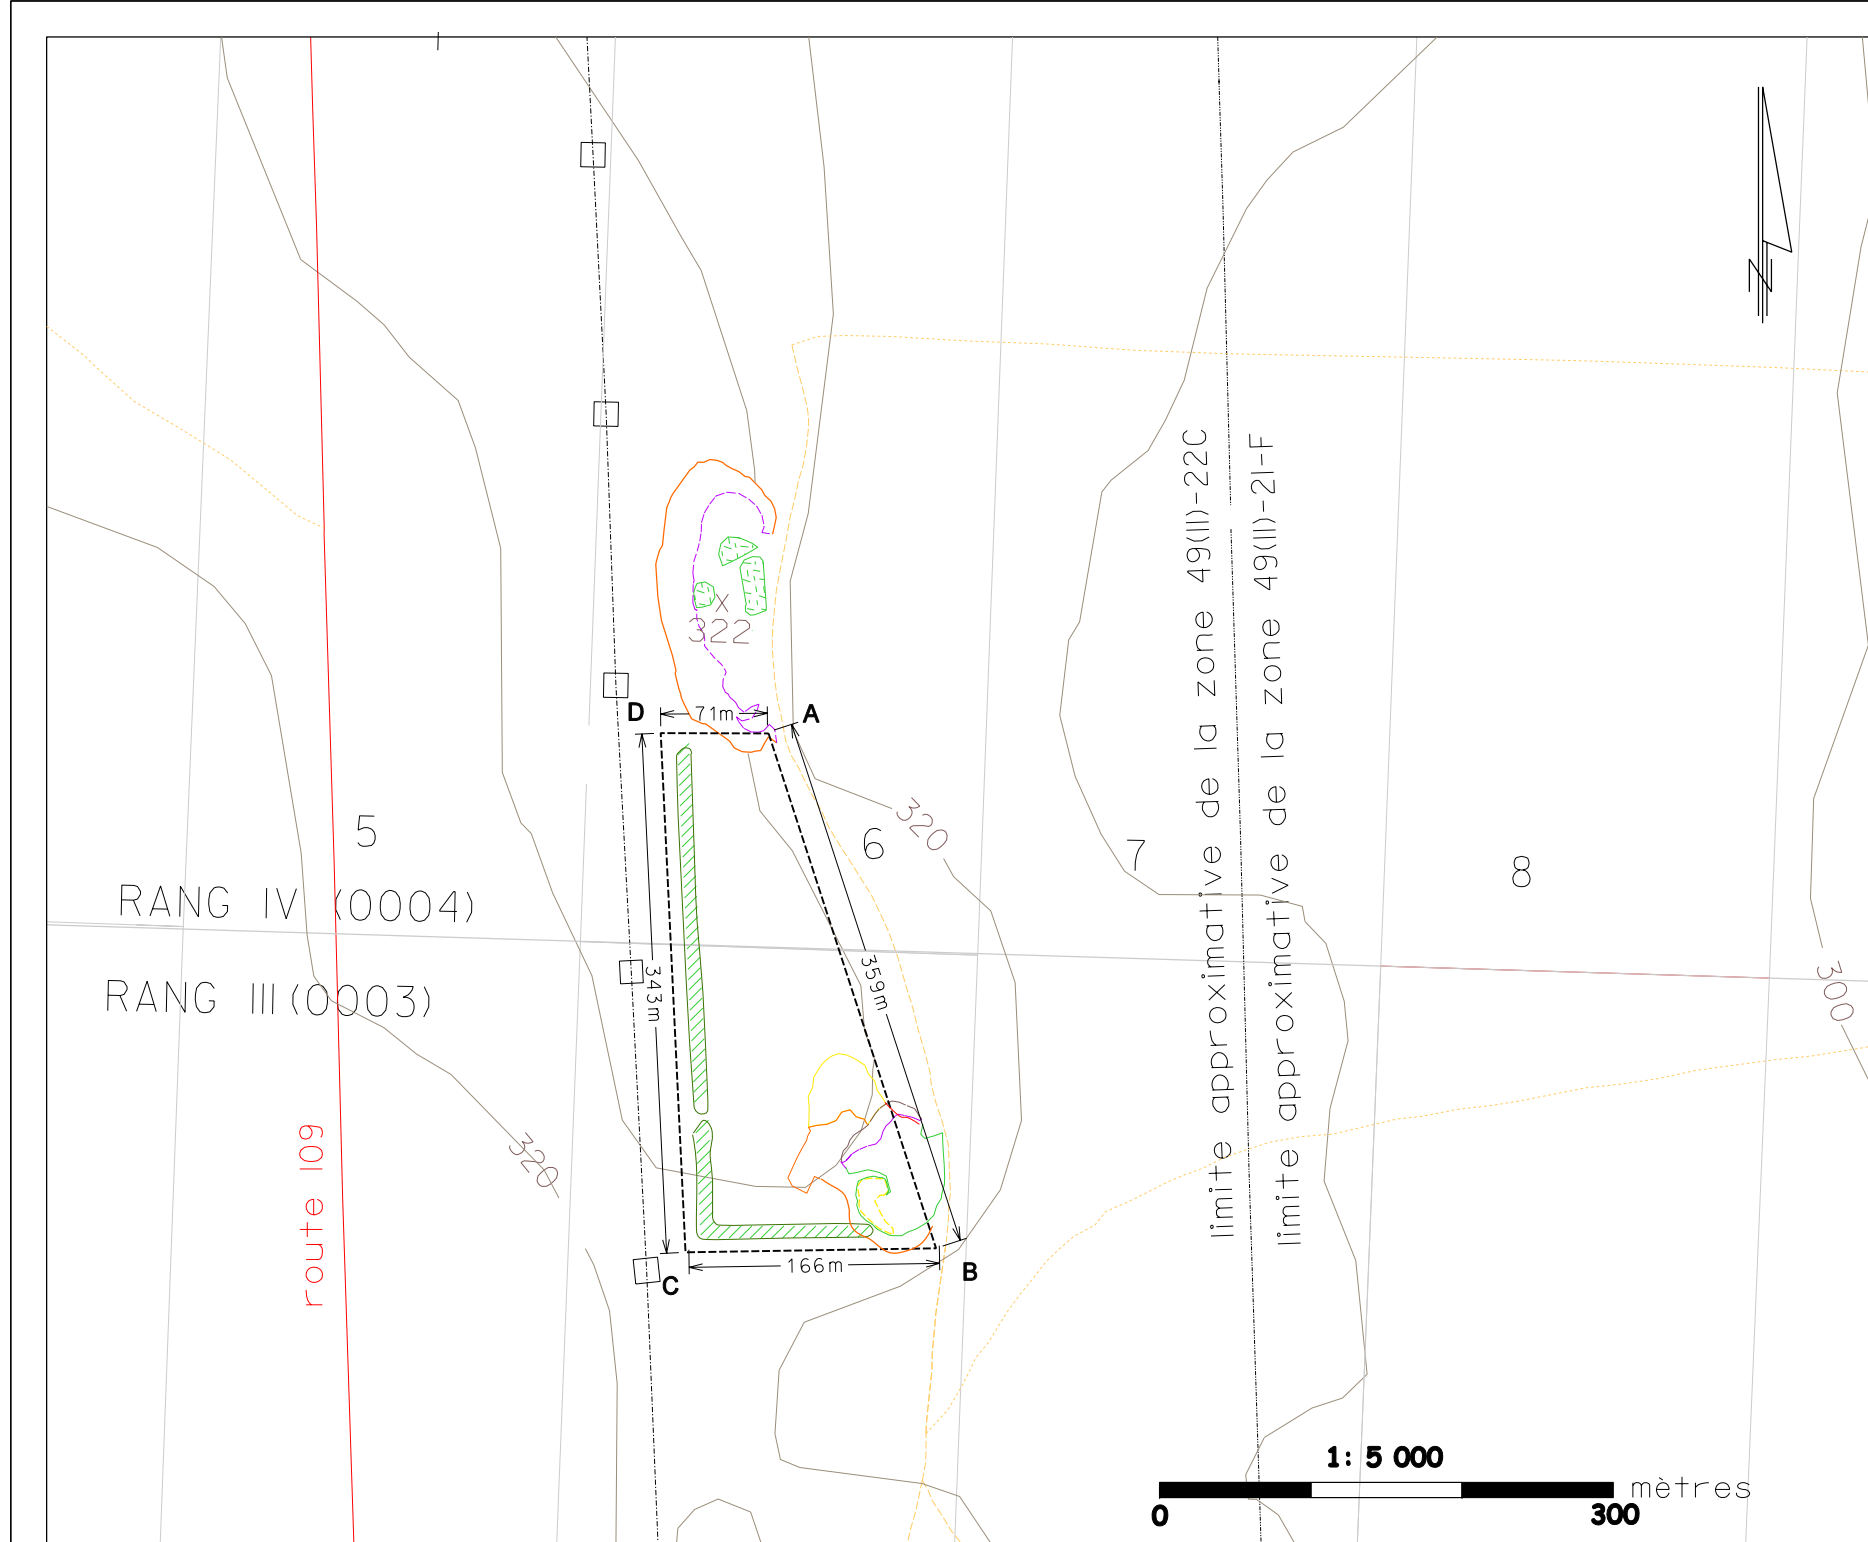 N
322
D
71m
A
5
6
320
7
8
RANG IV (0004)
RANG III (0003)
343m
359m
300
320
route 109
limite approximative de la zone 49(II)-22C
limite approximative de la zone 49(II)-21-F
C
166m
B
1: 5 000
mètres
0
300